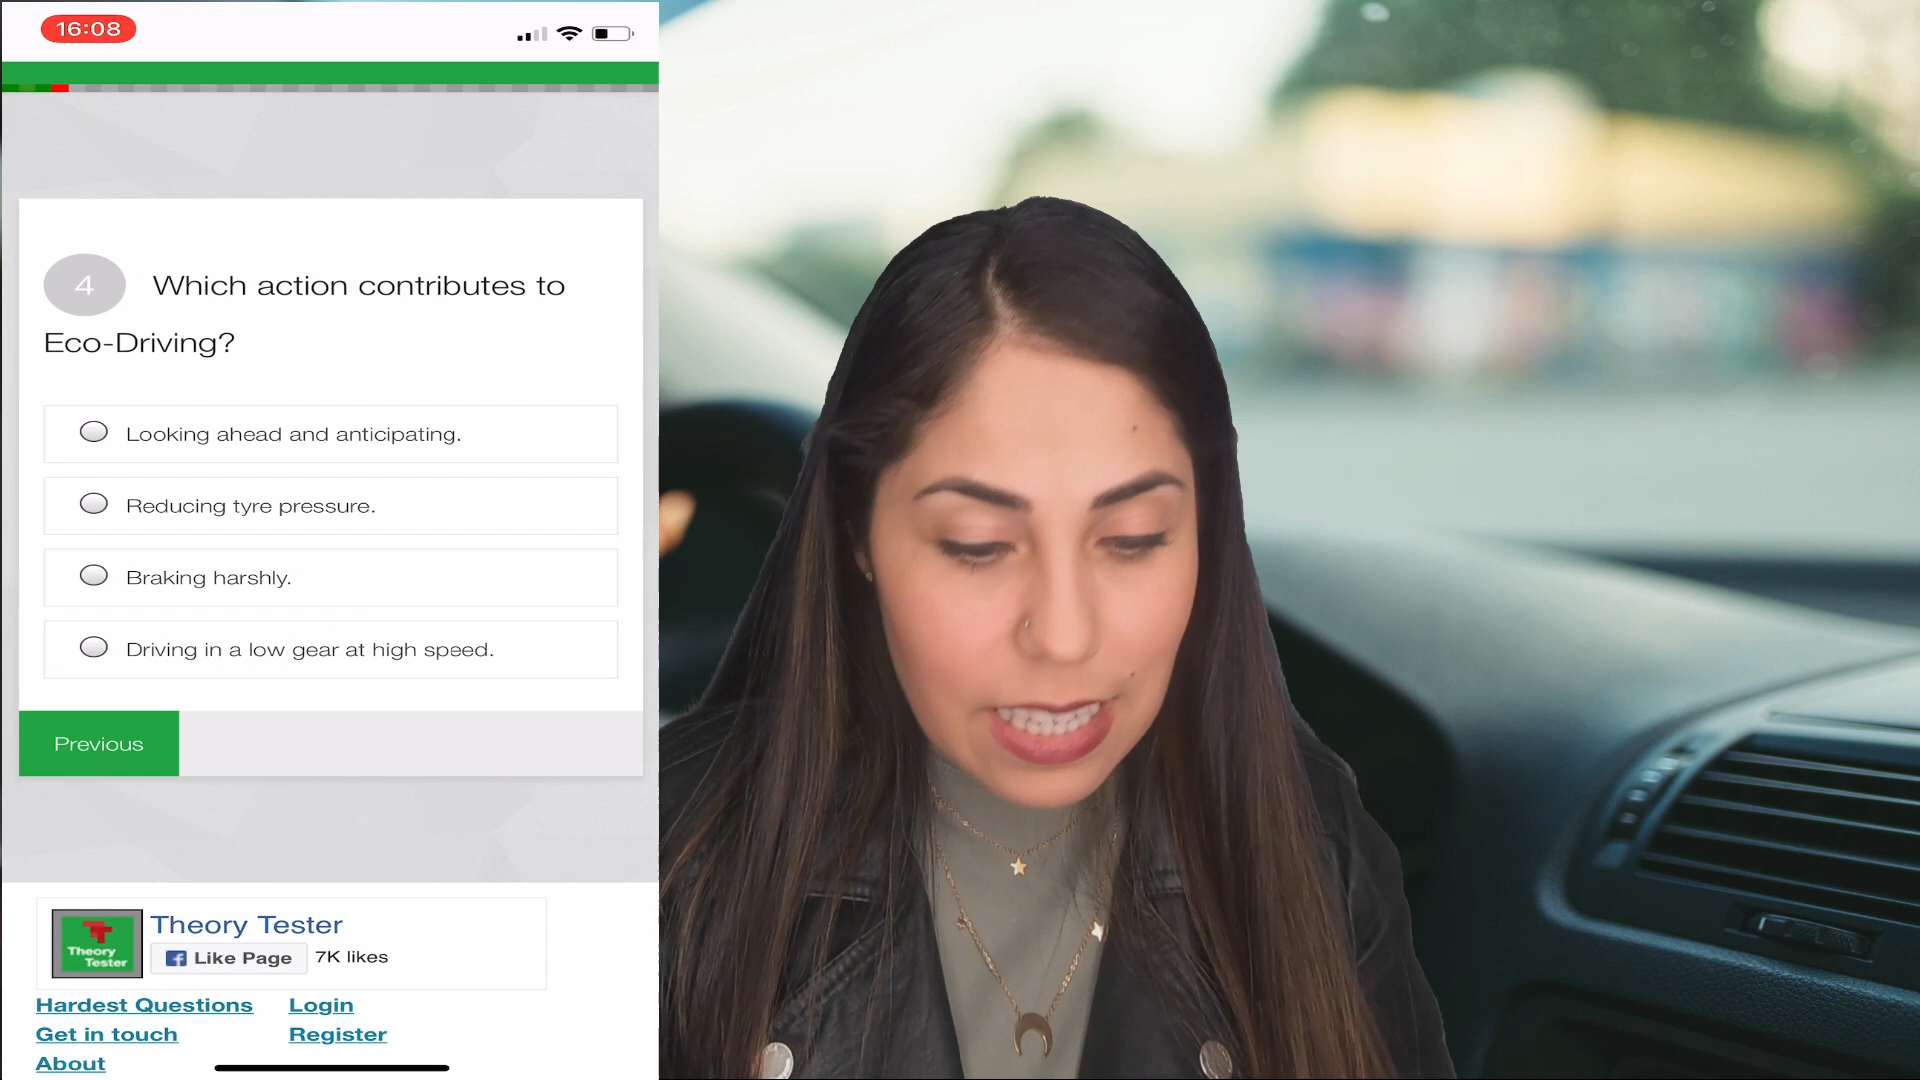 16:08
4 Which action contributes to
Eco-Driving?
Looking ahead and anticipating.
Reducing tyre pressure.
Braking harshly.
Driving in a low gear at high speed.
Previous
Theory
Tester
Theory Tester
Like Page 7K likes
Hardest Questions Login
Get in touch Register
About